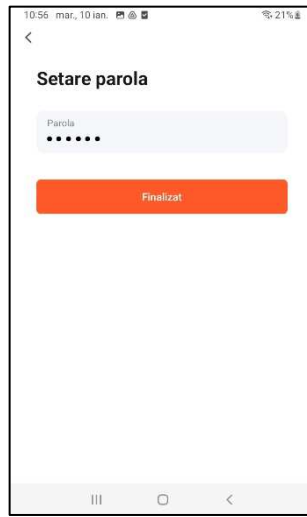 10:56 mar., 10 ian. 21%
Setare parola
Parola
••••••
Finalizat